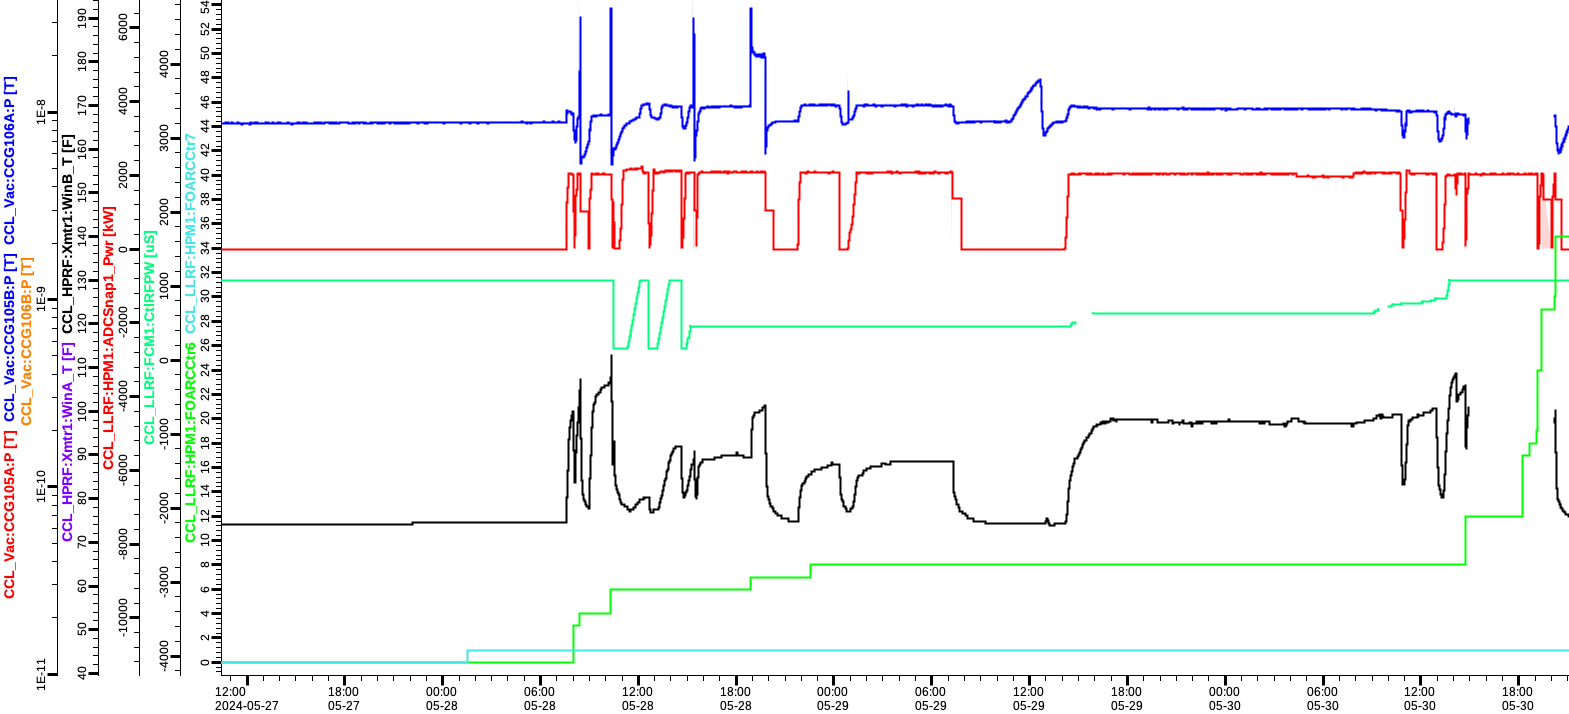 CCL_Vac:CCG105A:P [T] CCL_Vac:CCG105B:P [T] CCL_Vac:CCG106A:P [T]
CCL_Vac:CCG106B:P [T]
1E-11 1E-10 1E-9 1E-8
CCL_HPRF:Xmtr1:WinA_T [F] CCL_HPRF:Xmtr1:WinB_T [F]
40 50 60 70 80 90 100 110 120 130 140 150 160 170 180 190
CCL_LLRF:HPM1:ADCSnap1_Pwr [kW]
-10000 -8000 -6000 -4000 -2000 0 2000 4000 6000
CCL_LLRF:FCM1:CtlRFPW [uS]
-4000 -3000 -2000 -1000 0 1000 2000 3000 4000
CCL_LLRF:HPM1:FOARCCtr6 CCL_LLRF:HPM1:FOARCCtr7
0 2 4 6 8 10 12 14 16 18 20 22 24 26 28 30 32 34 36 38 40 42 44 46 48 50 52 54
12:00 18:00 00:00 06:00 12:00 18:00 00:00 06:00 12:00 18:00 00:00 06:00 12:00 18:00
2024-05-27 05-27 05-28 05-28 05-28 05-28 05-29 05-29 05-29 05-29 05-30 05-30 05-30 05-30